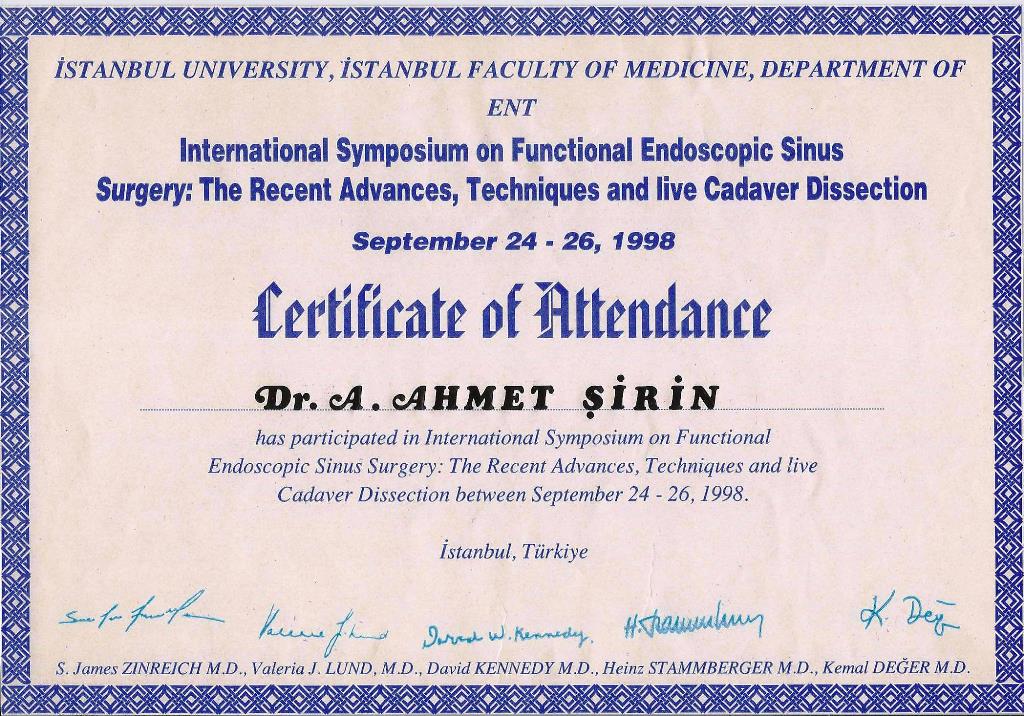 İSTANBUL UNIVERSITY, İSTANBUL FACULTY OF MEDICINE, DEPARTMENT OF
ENT
International Symposium on Functional Endoscopic Sinus
Surgery: The Recent Advances, Techniques and live Cadaver Dissection
September 24 - 26, 1998
Certificate of Attendance
Dr. A. AHMET ŞİRİN
has participated in International Symposium on Functional
Endoscopic Sinus Surgery: The Recent Advances, Techniques and live
Cadaver Dissection between September 24 - 26, 1998.
İstanbul, Türkiye
David W. Kennedy, H. Stammberger K. Değ
S. James ZINREICH M.D., Valeria J. LUND, M.D., David KENNEDY M.D., Heinz STAMMBERGER M.D., Kemal DEĞER M.D.